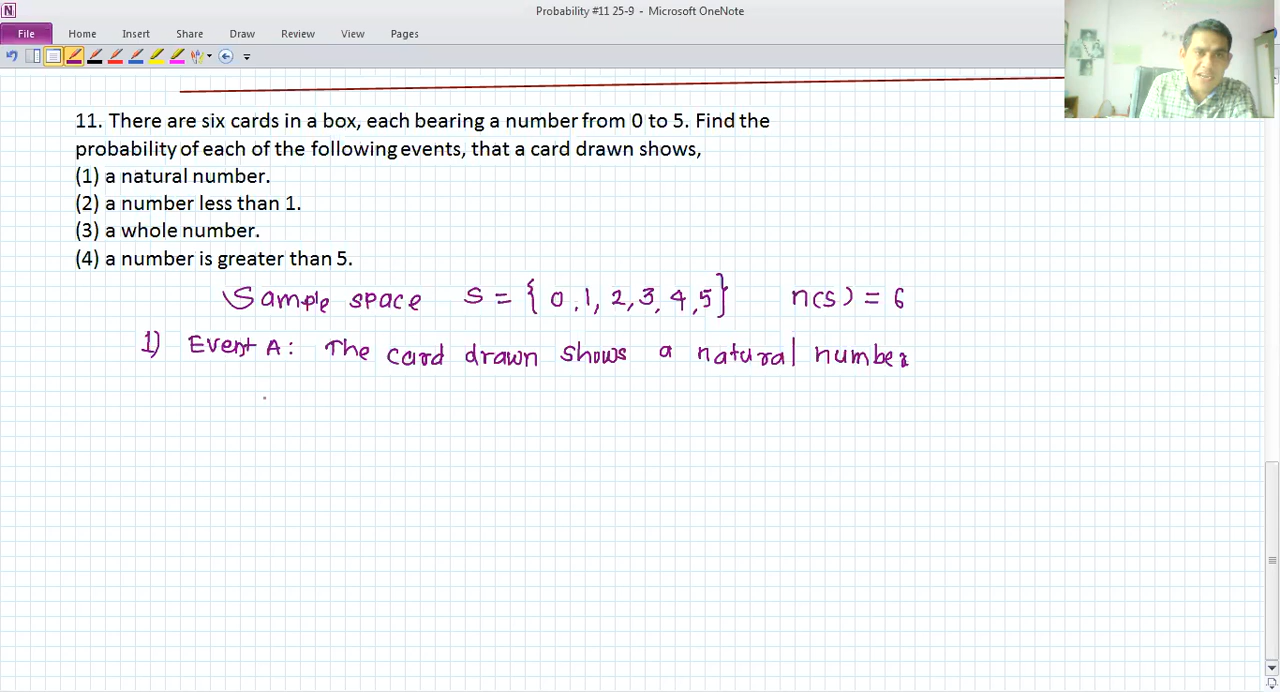 Probability #11 25-9 - Microsoft OneNote
File Home Insert Share Draw Review View Pages
11. There are six cards in a box, each bearing a number from 0 to 5. Find the
probability of each of the following events, that a card drawn shows,
(1) a natural number.
(2) a number less than 1.
(3) a whole number.
(4) a number is greater than 5.
Sample space S = { 0,1, 2,3, 4,5} n(s) = 6
1) Event A: The card drawn shows a natural number